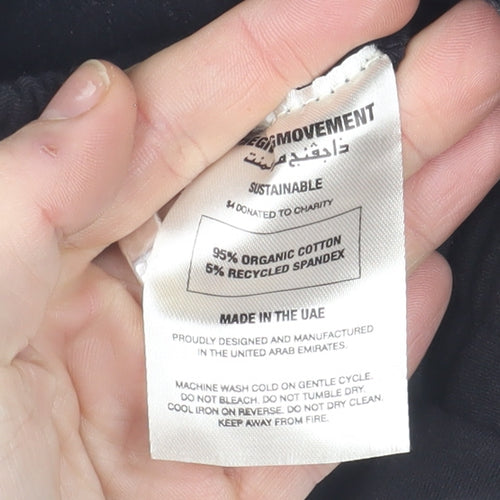 MOVEMENT
SUSTAINABLE
$4 DONATED TO CHARITY
95% ORGANIC COTTON
5% RECYCLED SPANDEX
MADE IN THE UAE
PROUDLY DESIGNED AND MANUFACTURED
IN THE UNITED ARAB EMIRATES.
MACHINE WASH COLD ON GENTLE CYCLE.
DO NOT BLEACH. DO NOT TUMBLE DRY.
COOL IRON ON REVERSE. DO NOT DRY CLEAN.
KEEP AWAY FROM FIRE.